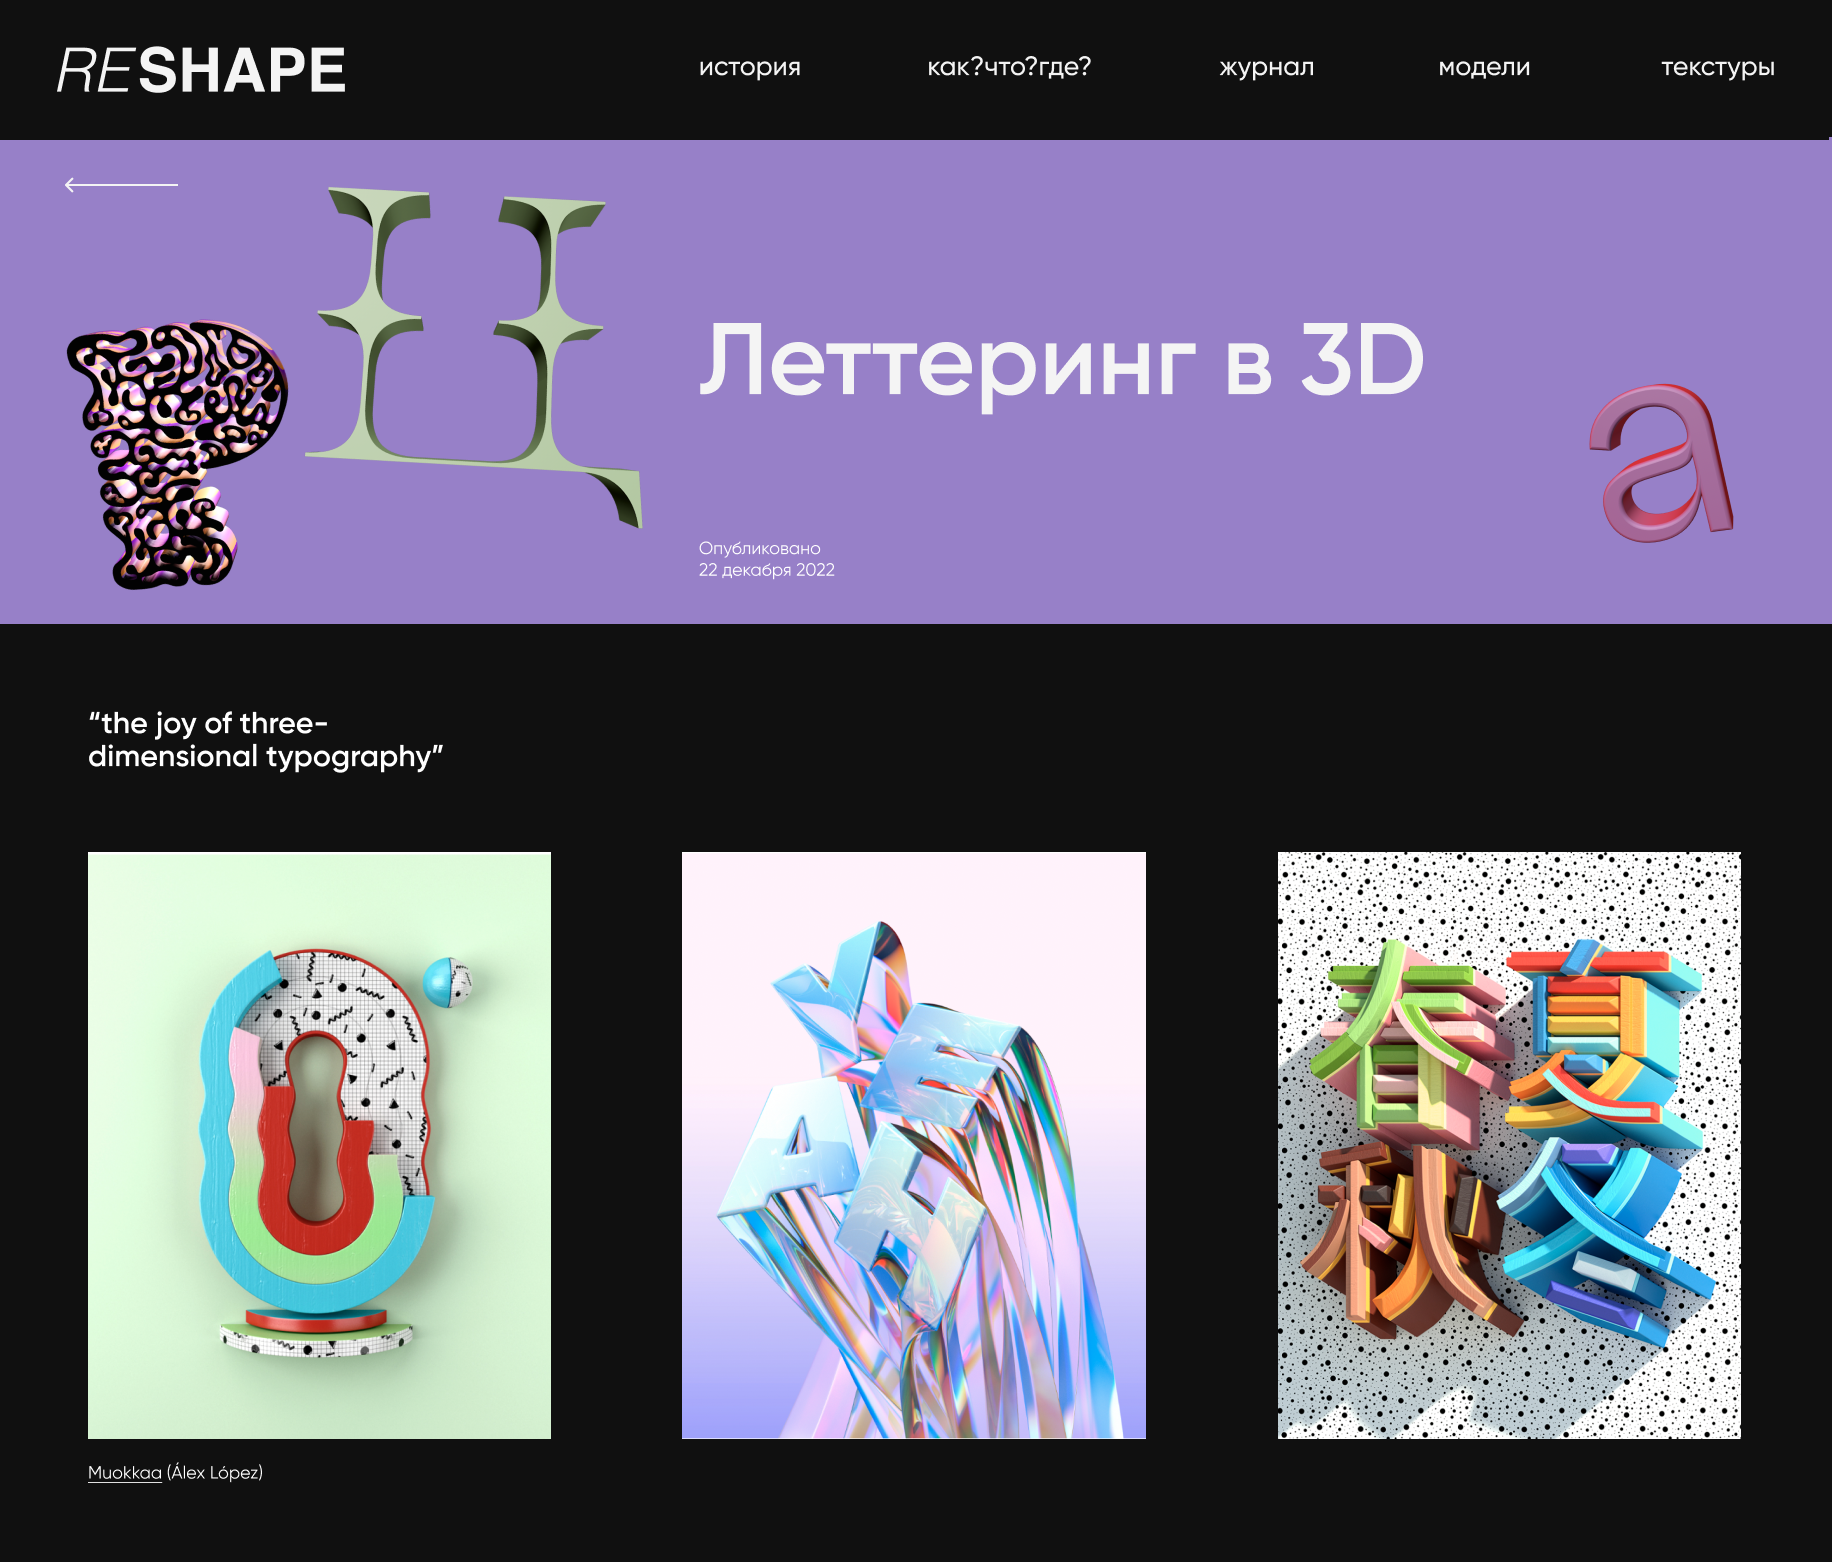 RESHAPE
история
как?что?где?
журнал
модели
текстуры
Р
Ц
Леттеринг в 3D
а
Опубликовано
22 декабря 2022
“the joy of three-
dimensional typography”
Y
E
A
H
春夏
秋冬
Muokkaa (Álex López)